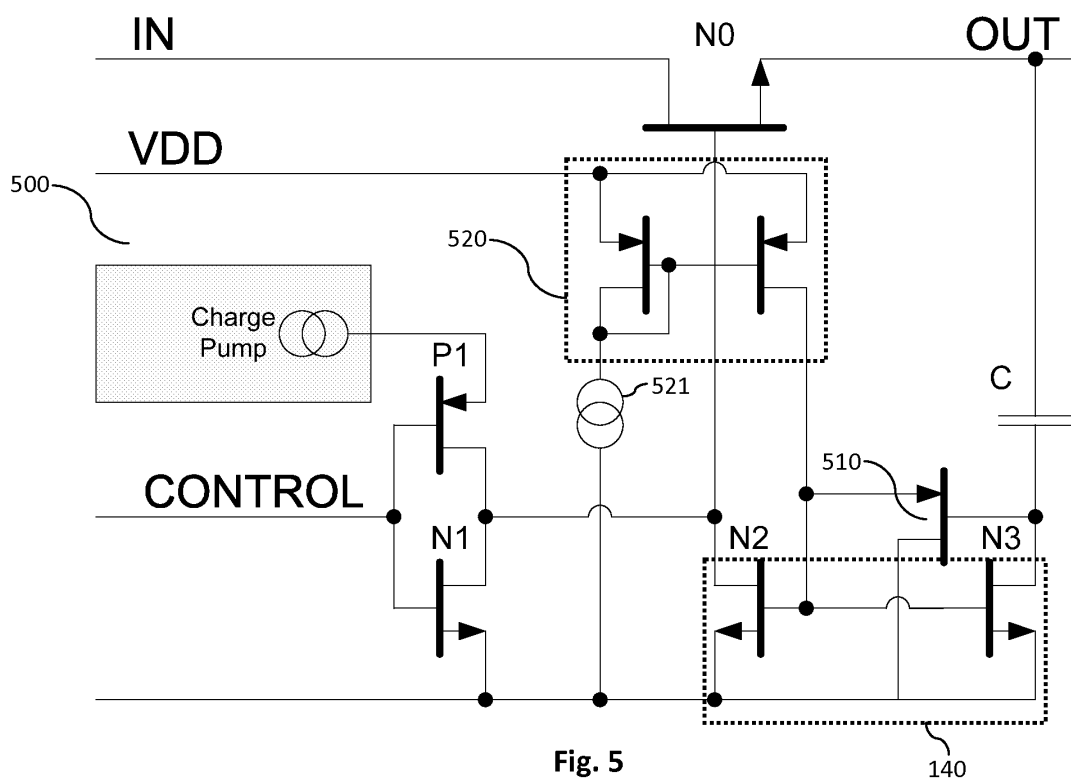 IN
N0
OUT
VDD
500
520
Charge
Pump
P1
521
C
CONTROL
510
N1
N2
N3
Fig. 5
140